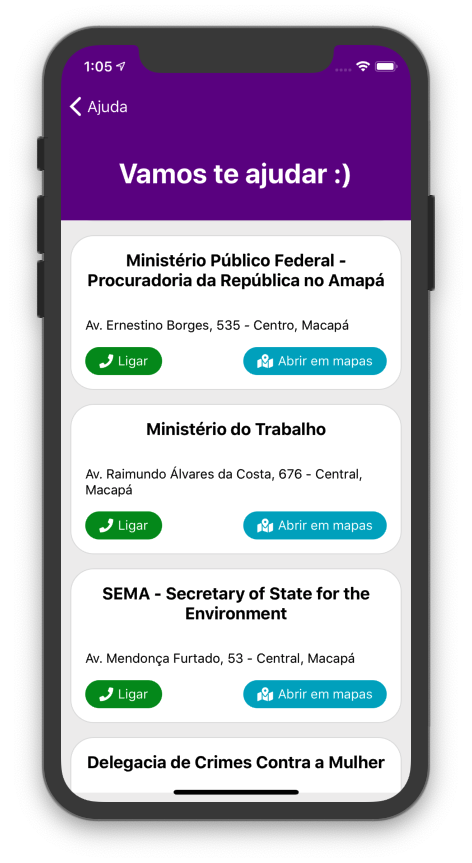 1:05
Ajuda
Vamos te ajudar :)
Ministério Público Federal -
Procuradoria da República no Amapá
Av. Ernestino Borges, 535 - Centro, Macapá
Ligar
Abrir em mapas
Ministério do Trabalho
Av. Raimundo Álvares da Costa, 676 - Central,
Macapá
Ligar
Abrir em mapas
SEMA - Secretary of State for the
Environment
Av. Mendonça Furtado, 53 - Central, Macapá
Ligar
Abrir em mapas
Delegacia de Crimes Contra a Mulher